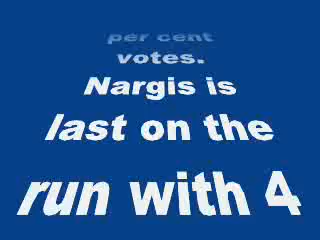 per cent
votes.
Nargis is
last on the
run with 4